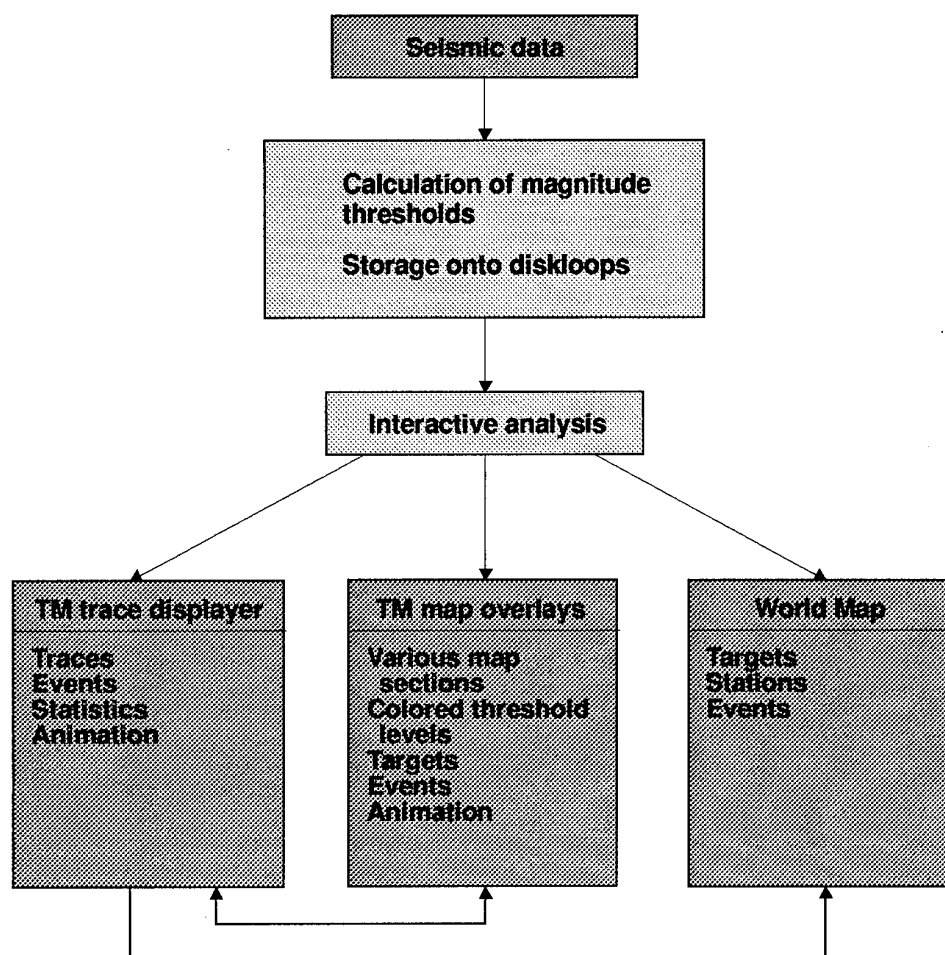 Seismic data
Calculation of magnitude
thresholds
Storage onto diskloops
Interactive analysis
TM trace displayer
Traces
Events
Statistics
Animation
TM map overlays
Various map
sections
Colored threshold
levels
Targets
Events
Animation
World Map
Targets
Stations
Events